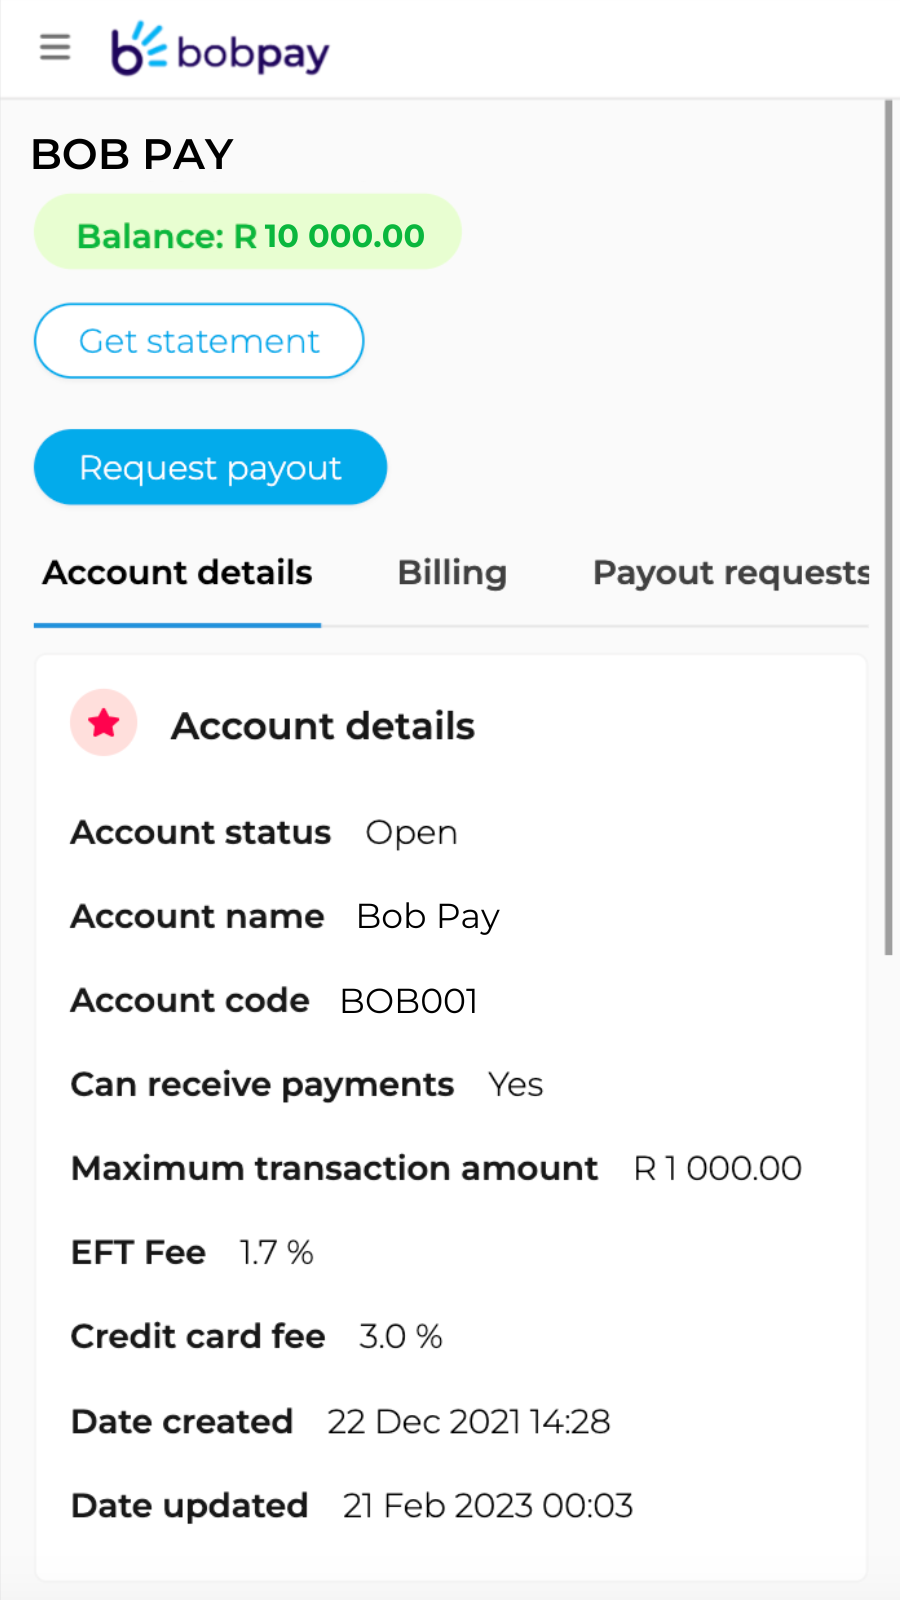 bobpay
BOB PAY
Balance: R 10 000.00
Get statement
Request payout
Account details Billing Payout requests
Account details
Account status Open
Account name Bob Pay
Account code BOB001
Can receive payments Yes
Maximum transaction amount R 1 000.00
EFT Fee 1.7 %
Credit card fee 3.0 %
Date created 22 Dec 2021 14:28
Date updated 21 Feb 2023 00:03